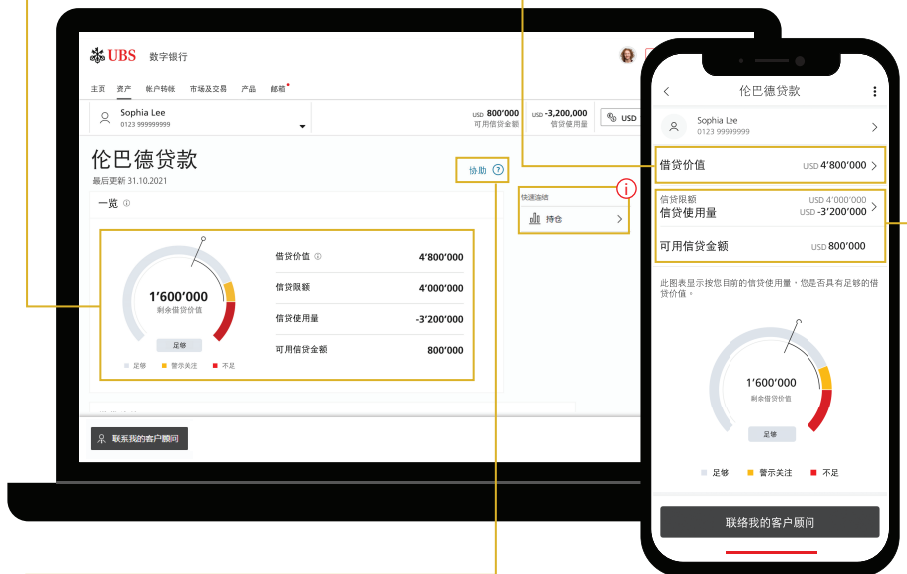 UBS 数字银行
主页 资产 帐户转帐 市场及交易 产品 邮箱
Sophia Lee
0123 999999999
USD 800’000
可用信贷金额
USD -3,200,000
信贷使用量
USD
伦巴德贷款
最后更新 31.10.2021
协助 ?
一览
快速连结
持仓
1’600’000
剩余借贷价值
足够
足够 警示关注 不足
借贷价值 4’800’000
信贷限额 4’000’000
信贷使用量 -3’200’000
可用信贷金额 800’000
联系我的客户顾问
伦巴德贷款
Sophia Lee
0123 99999999
借贷价值 USD 4’800’000
信贷限额 USD 4’000’000
信贷使用量 USD -3’200’000
可用信贷金额 USD 800’000
此图表显示按您目前的信贷使用量，您是否具有足够的借
贷价值。
1’600’000
剩余借贷价值
足够
足够 警示关注 不足
联络我的客户顾问